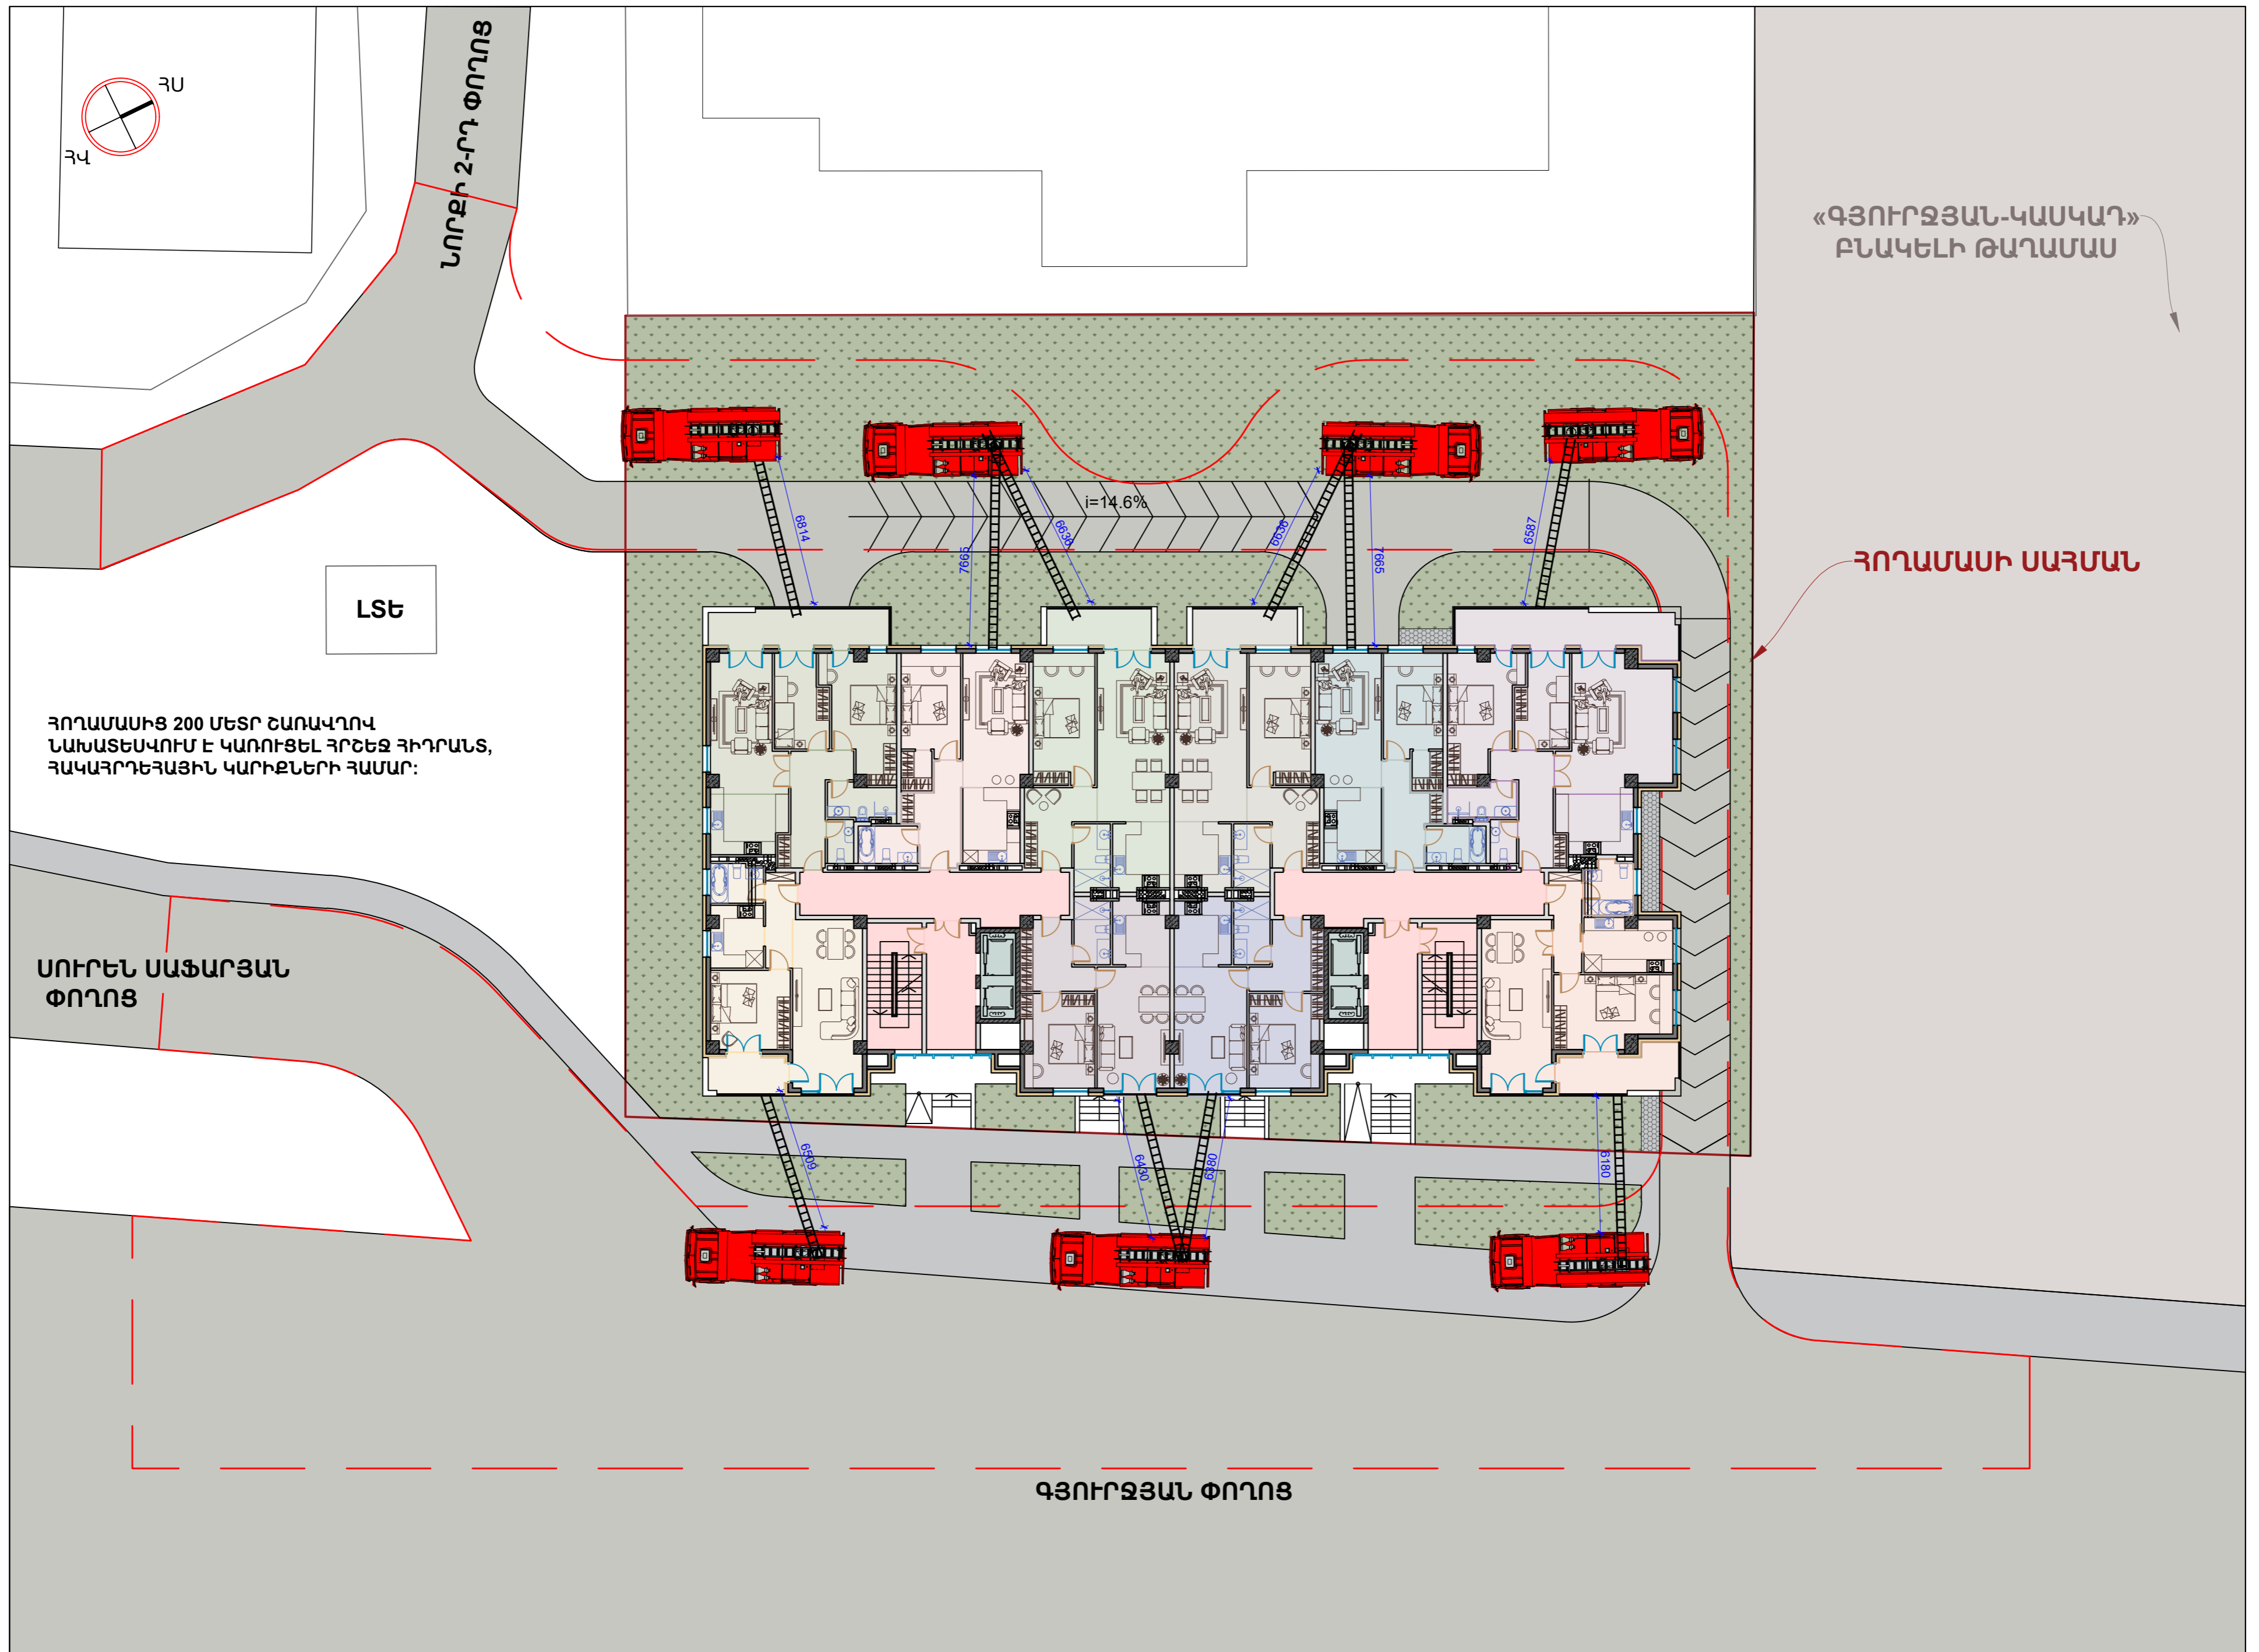 ՀՍ
ՀՎ
ՆՈՐՔԻ 2-ՐԴ ՓՈՂՈՑ
«ԳՅՈՒՐՋՅԱՆ-ԿԱՍԿԱԴ»
ԲՆԱԿԵԼԻ ԹԱՂԱՄԱՍ
i=14.6%
6814
7665
6636
6636
7665
6587
ՀՈՂԱՄԱՍԻ ՍԱՀՄԱՆ
ԼՏԵ
ՀՈՂԱՄԱՍԻՑ 200 ՄԵՏՐ ՇԱՌԱՎՂՈՎ
ՆԱԽԱՏԵՍՎՈՒՄ Է ԿԱՌՈՒՑԵԼ ՀՐՇԵՋ ՀԻԴՐԱՆՏ,
ՀԱԿԱՀՐԴԵՀԱՅԻՆ ԿԱՐԻՔՆԵՐԻ ՀԱՄԱՐ:
ՍՈՒՐԵՆ ՍԱՖԱՐՅԱՆ
ՓՈՂՈՑ
6509
6430
6380
6180
ԳՅՈՒՐՋՅԱՆ ՓՈՂՈՑ